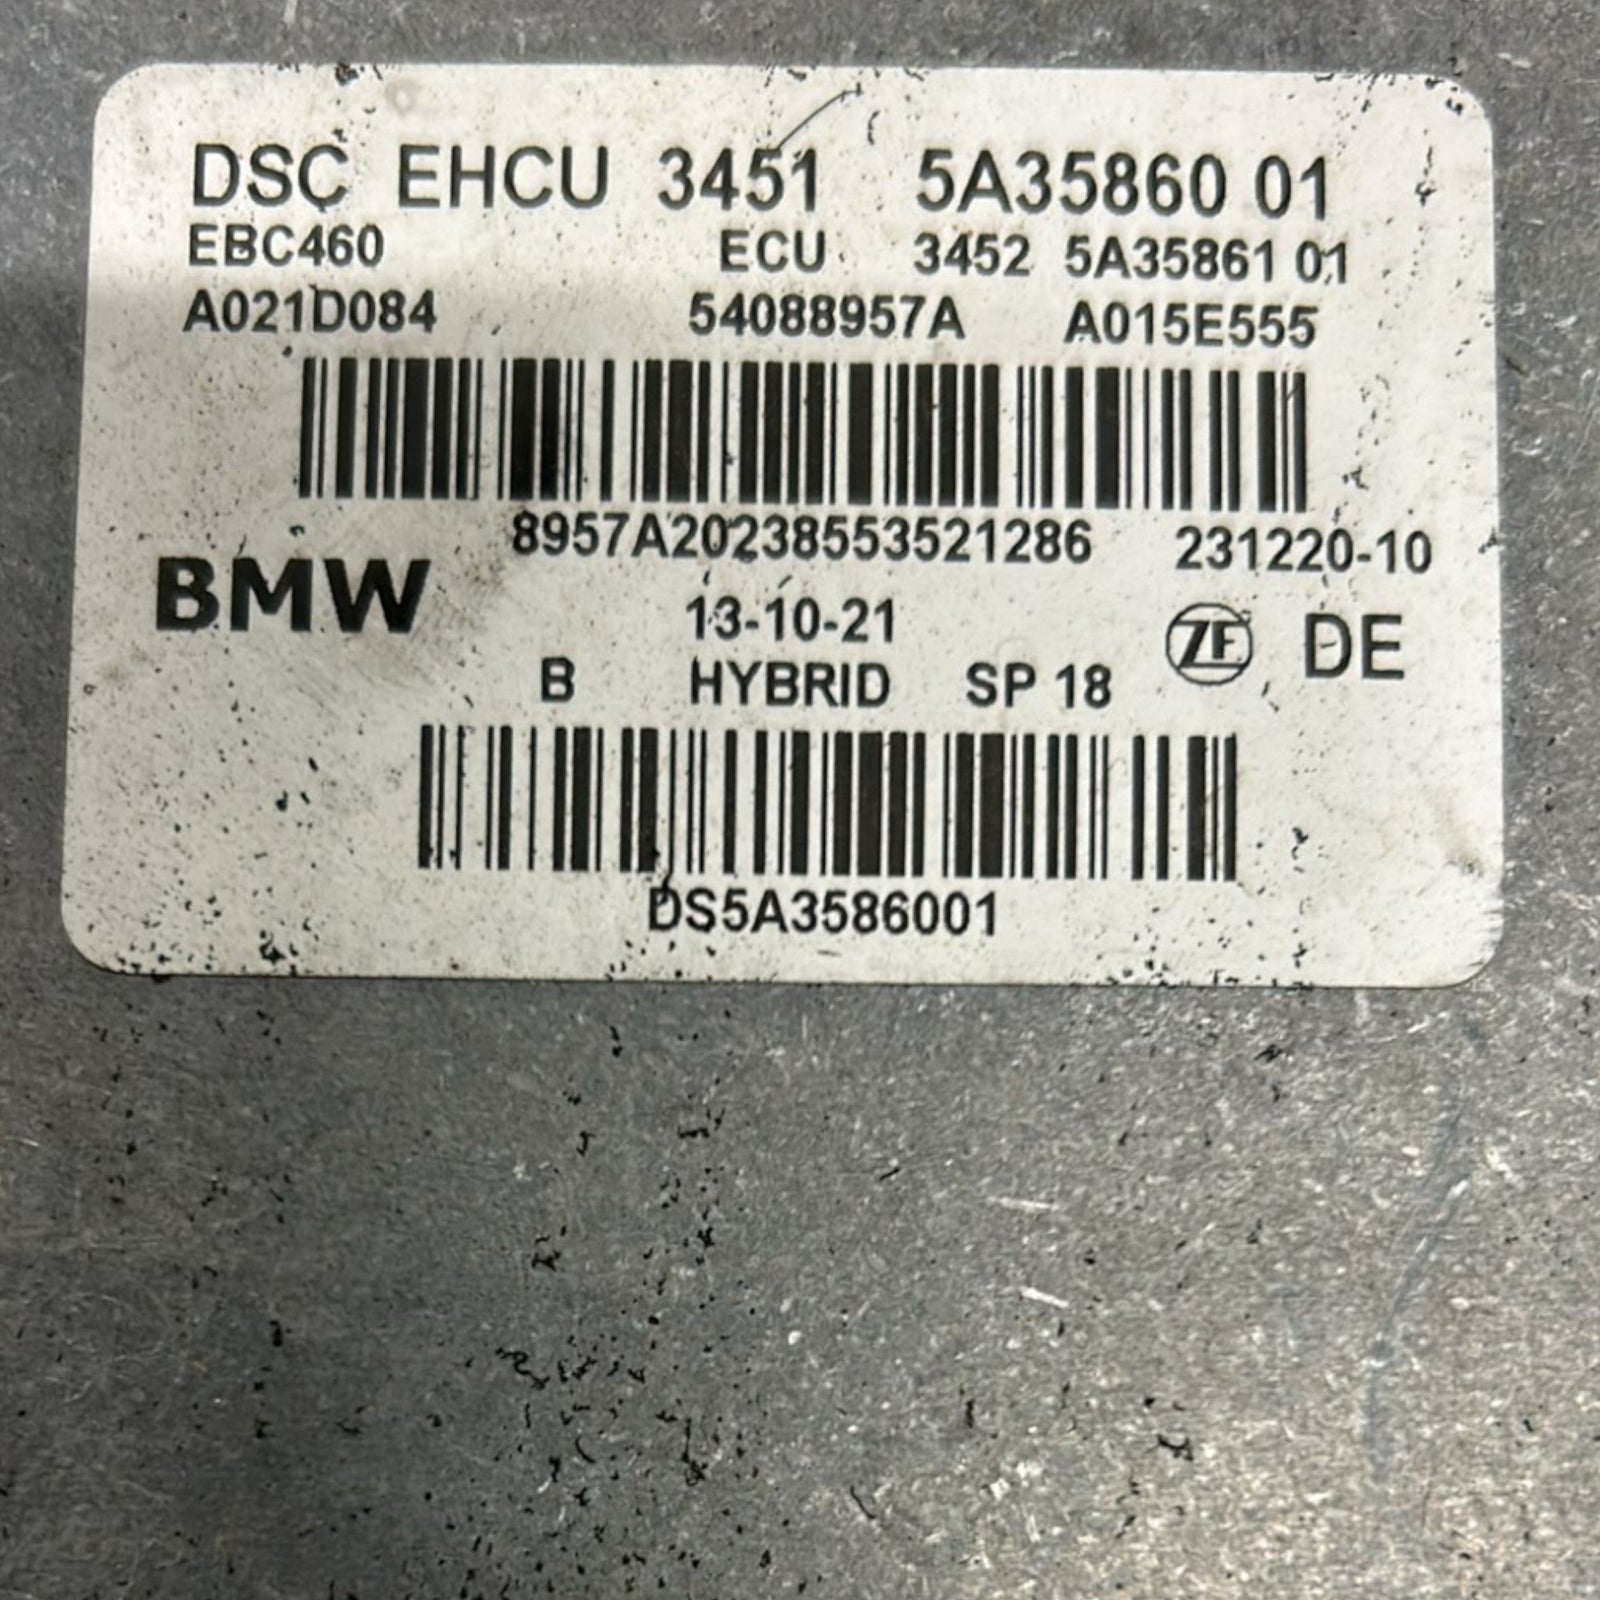 DSC EHCU 3451 5A35860 01
EBC460 ECU 3452 5A35861 01
A021D084 54088957A A015E555
8957A20238553521286 231220-10
BMW 13-10-21 ZF DE
B HYBRID SP 18
DS5A3586001